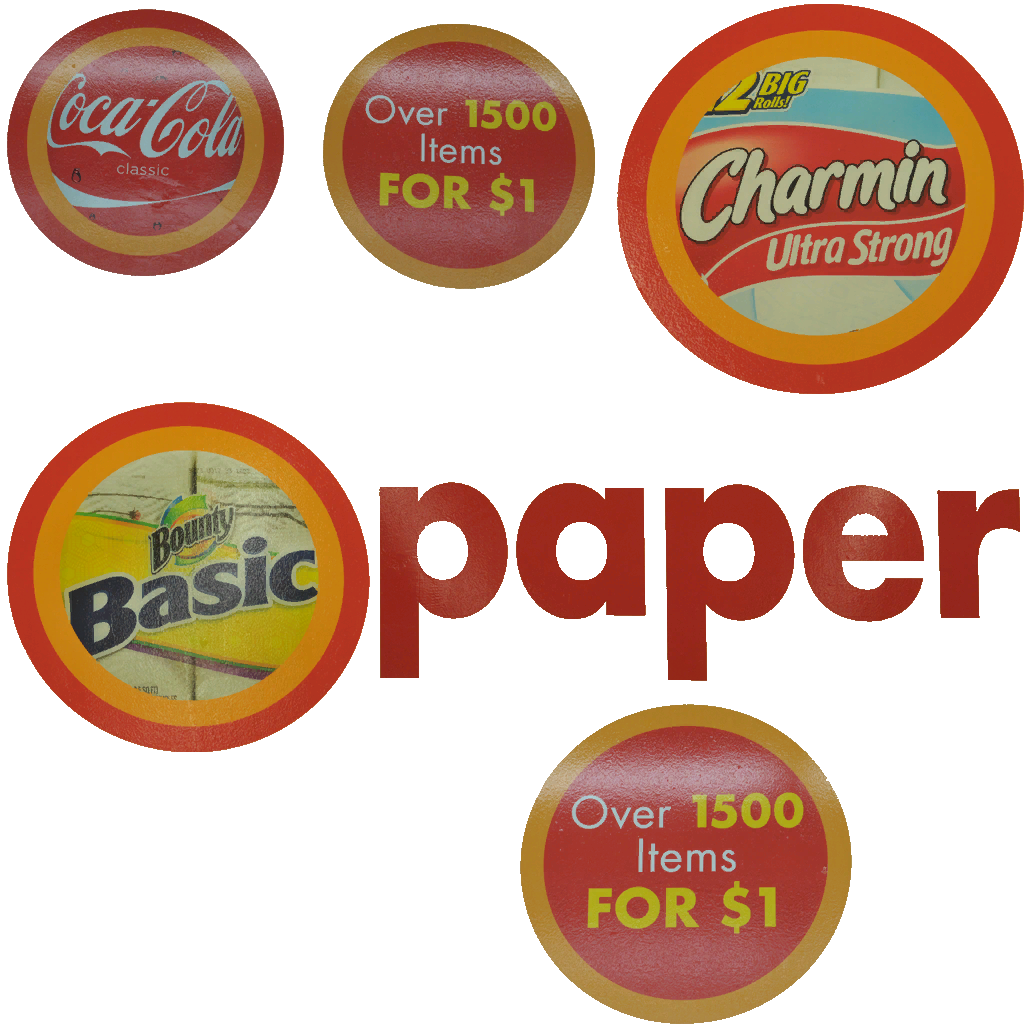 Coca-Cola
classic
Over 1500
Items
FOR $1
2 BIG
Rolls!
Charmin
Ultra Strong
Bounty
Basic
paper
Over 1500
Items
FOR $1